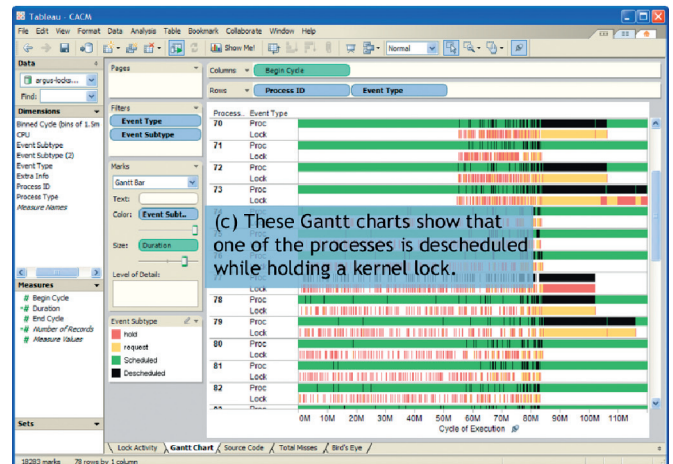 Tableau - CACM
File Edit View Format Data Analysis Table Bookmark Collaborate Window Help
Show Me!
Normal
Data
argus-locks...
Find:
Dimensions
Binned Cycle (bins of 1.5m
CPU
Event Subtype
Event Subtype (2)
Event Type
Extra Info
Process ID
Process Type
Measure Names
Measures
Begin Cycle
Duration
End Cycle
Number of Records
Measure Values
Sets
Pages
Filters
Event Type
Event Subtype
Marks
Gantt Bar
Text:
Color: Event Subt..
Size: Duration
Level of Detail:
Event Subtype
hold
request
Scheduled
Descheduled
Columns Begin Cycle
Rows Process ID Event Type
Process.. Event Type
70 Proc
Lock
71 Proc
Lock
72 Proc
Lock
73 Proc
Lock
(c) These Gantt charts show that
one of the processes is descheduled
while holding a kernel lock.
Lock
78 Proc
Lock
79 Proc
Lock
80 Proc
Lock
81 Proc
Lock
82 Proc
Lock
0M 10M 20M 30M 40M 50M 60M 70M 80M 90M 100M 110M
Cycle of Execution
Lock Activity Gantt Chart Source Code Total Misses Bird's Eye
18283 marks 78 rows by 1 column